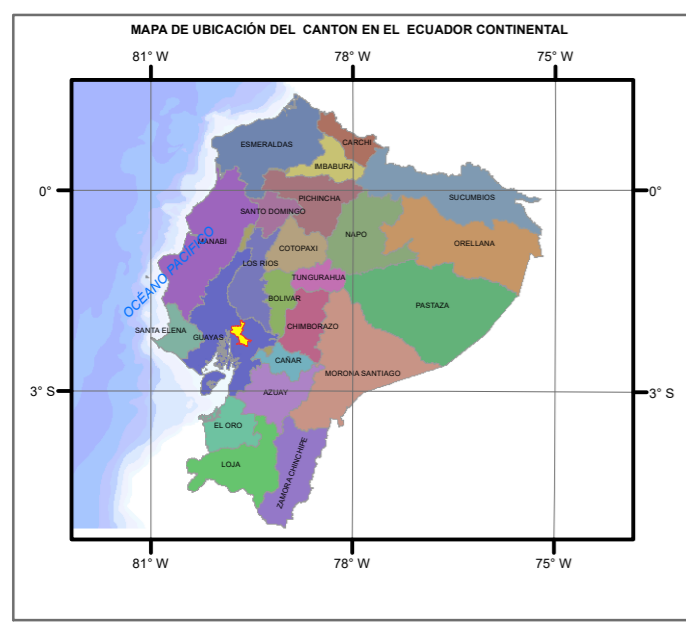 MAPA DE UBICACIÓN DEL CANTON EN EL ECUADOR CONTINENTAL
81° W
78° W
75° W
CARCHI
ESMERALDAS
IMBABURA
0°
0°
PICHINCHA
SUCUMBIOS
SANTO DOMINGO
NAPO
MANABI
ORELLANA
COTOPAXI
LOS RIOS
OCÉANO PACÍFICO
TUNGURAHUA
BOLIVAR
PASTAZA
CHIMBORAZO
SANTA ELENA
GUAYAS
CAÑAR
MORONA SANTIAGO
3° S
3° S
AZUAY
EL ORO
LOJA
ZAMORA CHINCHIPE
81° W
78° W
75° W